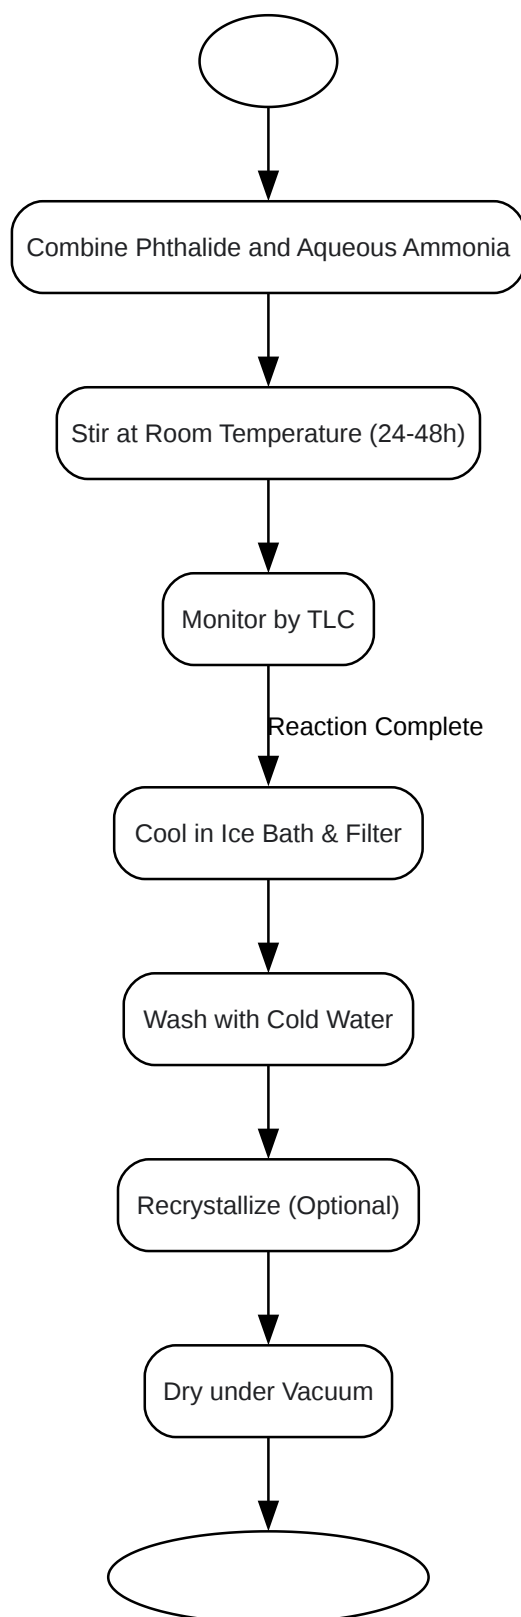 Combine Phthalide and Aqueous Ammonia
Stir at Room Temperature (24-48h)
Monitor by TLC
Reaction Complete
Cool in Ice Bath & Filter
Wash with Cold Water
Recrystallize (Optional)
Dry under Vacuum